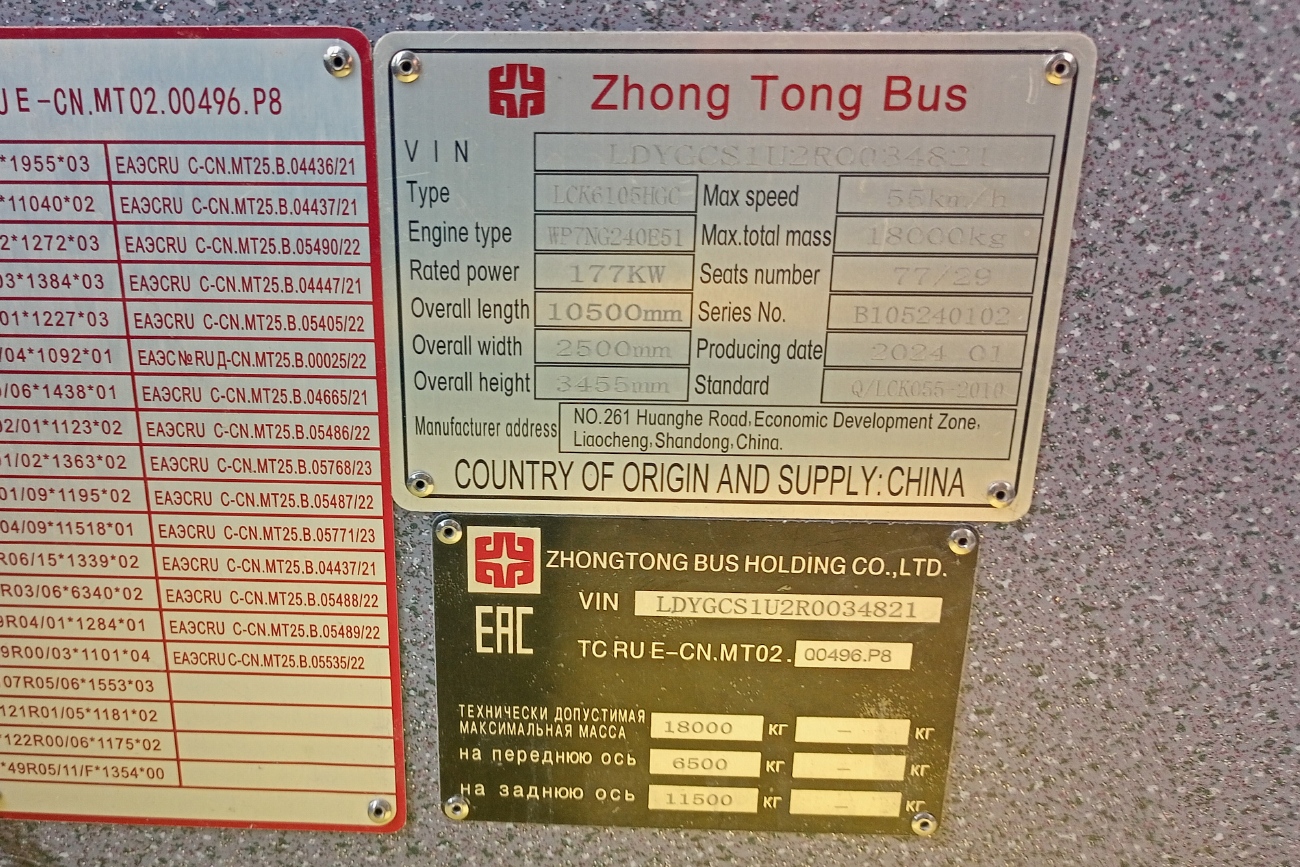 U E-CN.MT02.00496.P8
*1955*03 ЕАЭСRU C-CN.MT25.B.04436/21
*11040*02 ЕАЭСRU C-CN.MT25.B.04437/21
2*1272*03 ЕАЭСRU C-CN.MT25.B.05490/22
03*1384*03 ЕАЭСRU C-CN.MT25.B.04447/21
01*1227*03 ЕАЭСRU C-CN.MT25.B.05405/22
/04*1092*01 ЕАЭС№RU Д-CN.MT25.B.00025/22
/06*1438*01 ЕАЭСRU C-CN.MT25.B.04665/21
02/01*1123*02 ЕАЭСRU C-CN.MT25.B.05486/22
01/02*1363*02 ЕАЭСRU C-CN.MT25.B.05768/23
01/09*1195*02 ЕАЭСRU C-CN.MT25.B.05487/22
04/09*11518*01 ЕАЭСRU C-CN.MT25.B.05771/23
R06/15*1339*02 ЕАЭСRU C-CN.MT25.B.04437/21
R03/06*6340*02 ЕАЭСRU C-CN.MT25.B.05488/22
9R04/01*1284*01 ЕАЭСRU C-CN.MT25.B.05489/22
9R00/03*1101*04 ЕАЭСRU C-CN.MT25.B.05535/22
07R05/06*1553*03
121R01/05*1181*02
*122R00/06*1175*02
*49R05/11/F*1354*00
Zhong Tong Bus
VIN LDYGCS1U2R0034821
Type LCK6105HGC Max speed 55km/h
Engine type WP7NG240E51 Max.total mass 18000kg
Rated power 177KW Seats number 77/29
Overall length 10500mm Series No. B105240102
Overall width 2500mm Producing date 2024 01
Overall height 3455mm Standard Q/LCK055-2010
Manufacturer address NO.261 Huanghe Road,Economic Development Zone,
Liaocheng,Shandong,China.
COUNTRY OF ORIGIN AND SUPPLY: CHINA
ZHONGTONG BUS HOLDING CO.,LTD.
EAC
VIN LDYGCS1U2R0034821
TC RU E-CN.MT02. 00496.P8
ТЕХНИЧЕСКИ ДОПУСТИМАЯ
МАКСИМАЛЬНАЯ МАССА 18000 кг – кг
на переднюю ось 6500 кг – кг
на заднюю ось 11500 кг – кг